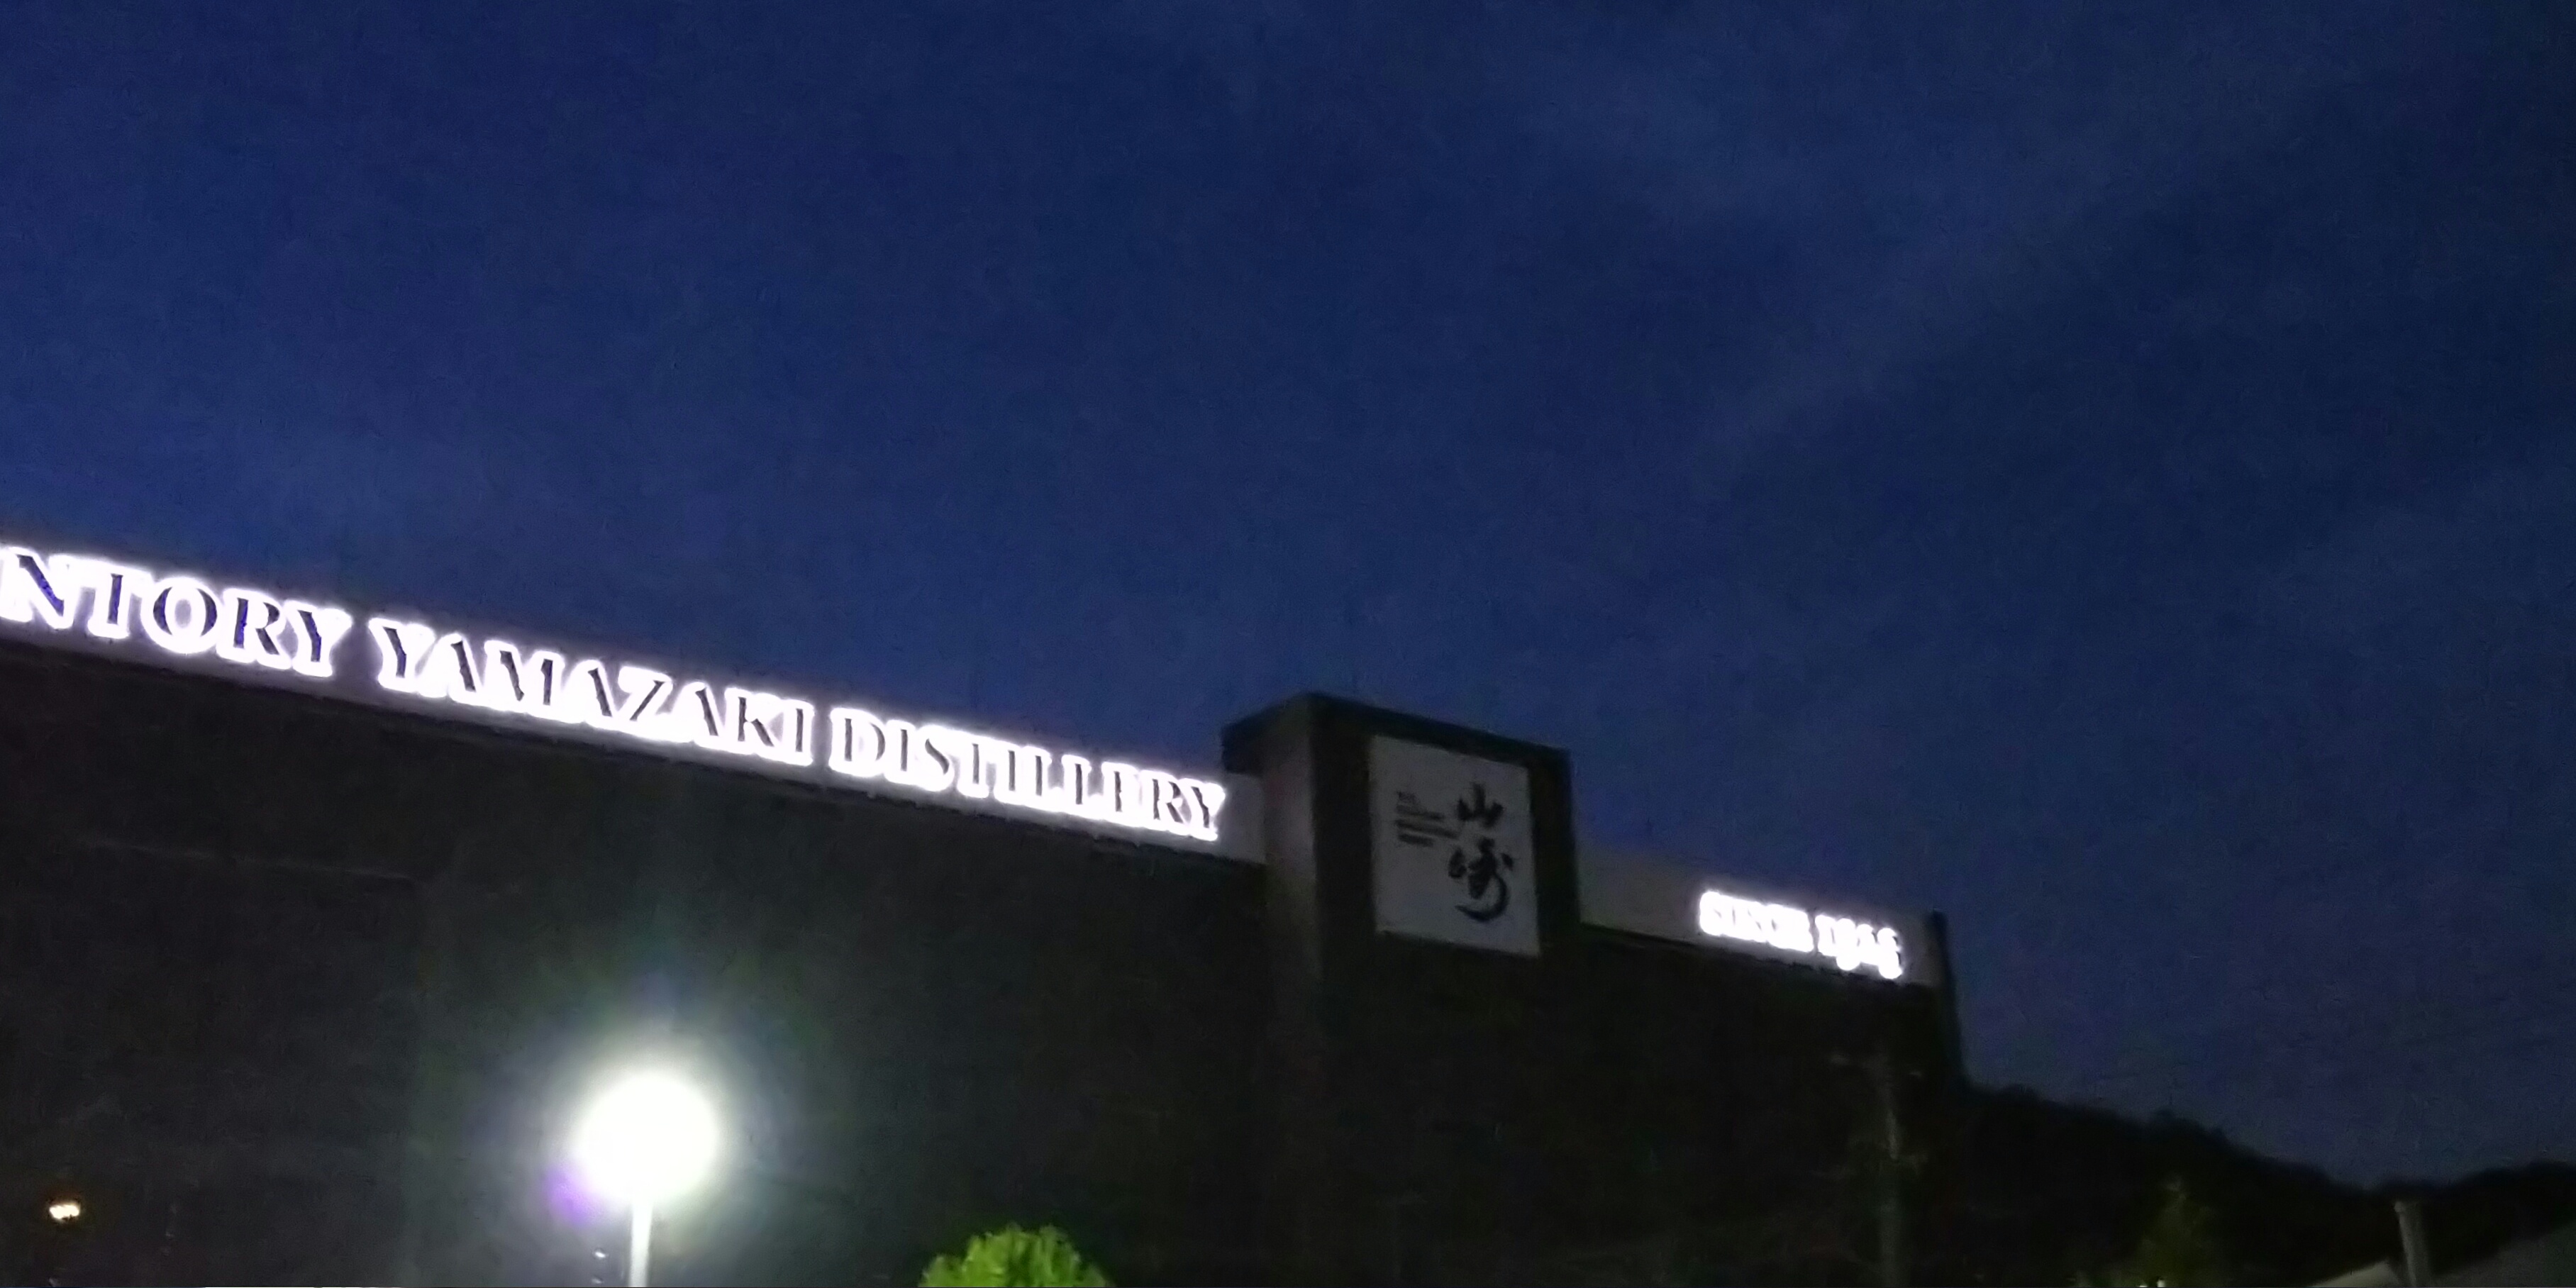 NTORY YAMAZAKI DISTILLERY
山崎
SINCE